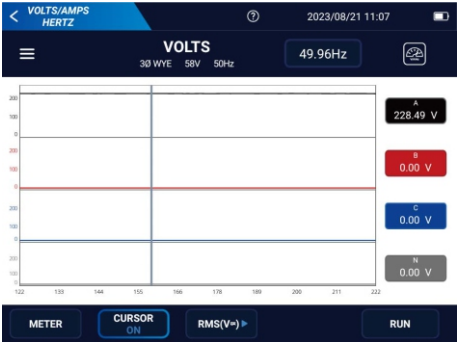 < VOLTS/AMPS
HERTZ
? 2023/08/21 11:07
VOLTS
3Ø WYE 58V 50Hz
49.96Hz
200
100
0
A
228.49 V
200
100
0
B
0.00 V
200
100
0
C
0.00 V
200
100
0
N
0.00 V
122 133 144 155 166 178 189 200 211 222
METER
CURSOR
ON
RMS(V=) ▶
RUN